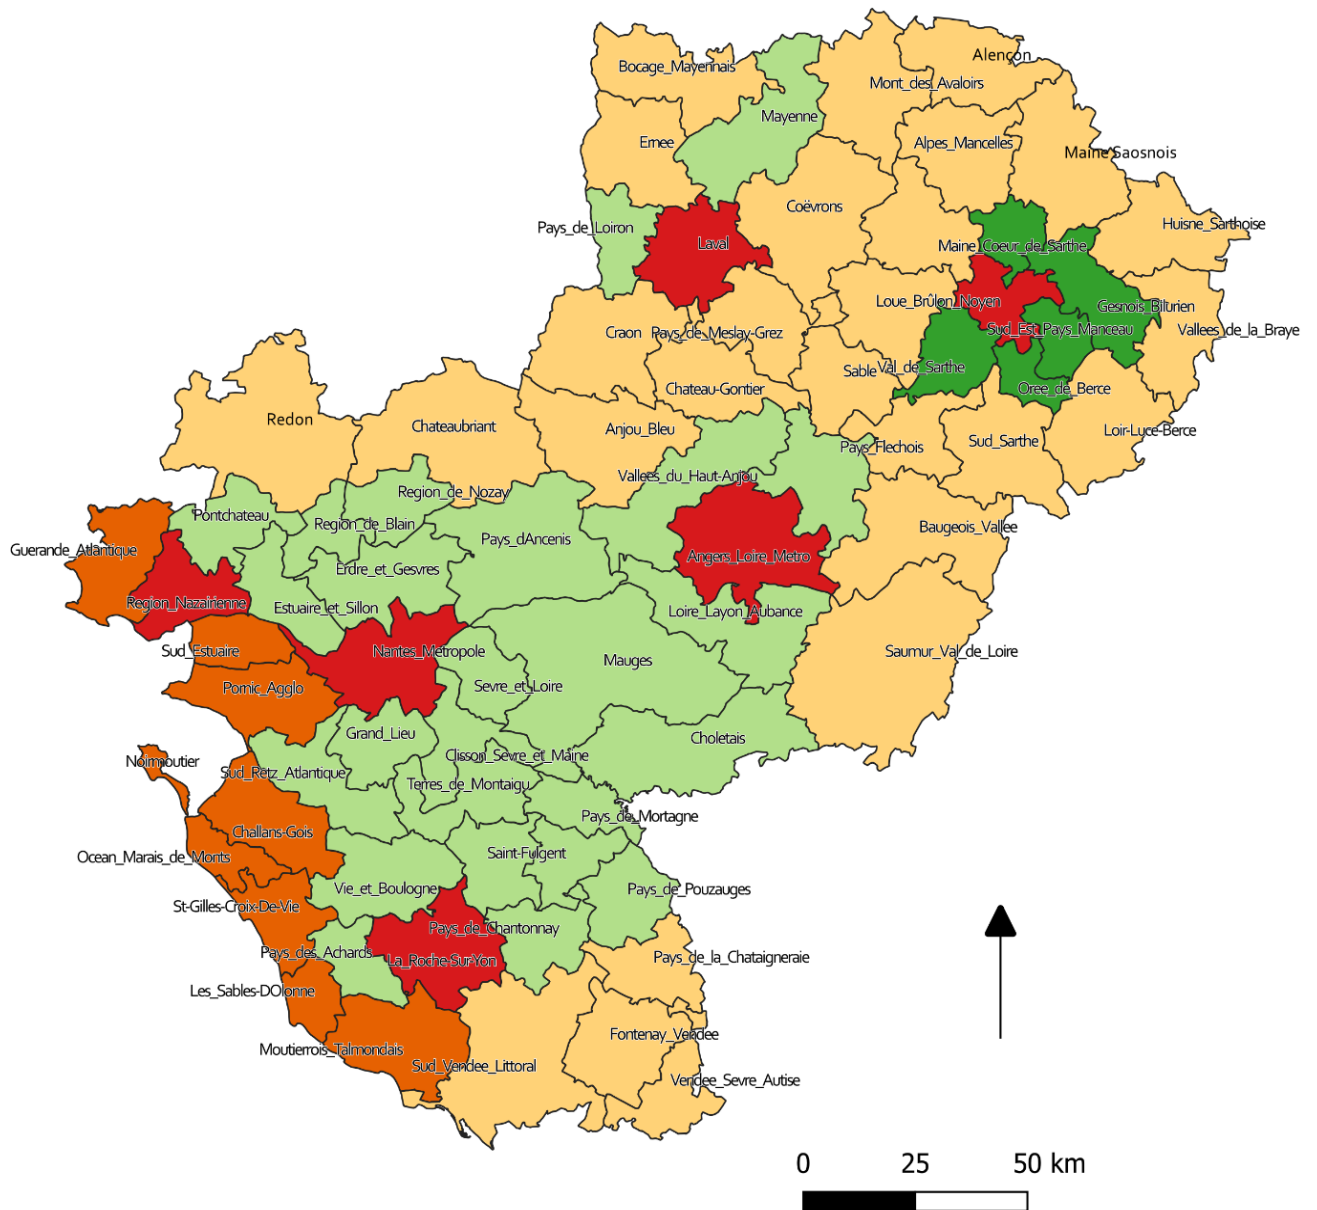 Alençon
Bocage_Mayennais
Mont_des_Avaloirs
Mayenne
Ernee
Alpes_Mancelles
Maine Saosnois
Coëvrons
Huisne_Sarthoise
Pays_de_Loiron
Laval
Maine_Coeur_de_Sarthe
Loue_Brûlon_Noyen
Gesnois_Bilurien
Craon
Pays_de_Meslay-Grez
Sud_Est_Pays_Manceau
Vallees_de_la_Braye
Sable
Val_de_Sarthe
Chateau-Gontier
Oree_de_Berce
Redon
Chateaubriant
Anjou_Bleu
Loir-Luce-Berce
Pays_Flechois
Sud_Sarthe
Vallees_du_Haut-Anjou
Region_de_Nozay
Pontchateau
Region_de_Blain
Baugeois_Vallee
Pays_dAncenis
Guerande_Atlantique
Angers_Loire_Metro
Erdre_et_Gesvres
Region_Nazairienne
Estuaire_et_Sillon
Loire_Layon_Aubance
Sud_Estuaire
Nantes_Metropole
Mauges
Saumur_Val_de_Loire
Pornic_Agglo
Sevre_et_Loire
Grand_Lieu
Choletais
Noirmoutier
Clisson_Sevre_et_Maine
Sud_Retz_Atlantique
Terres_de_Montaigu
Pays_de_Mortagne
Challans-Gois
Ocean_Marais_de_Monts
Saint-Fulgent
Vie_et_Boulogne
Pays_de_Pouzauges
St-Gilles-Croix-De-Vie
Pays_de_Chantonnay
Pays_des_Achards
La_Roche-Sur-Yon
Pays_de_la_Chataigneraie
Les_Sables-DOlonne
Fontenay_Vendee
Moutierrois_Talmondais
Sud_Vendee_Littoral
Vendee_Sevre_Autise
0 25 50 km